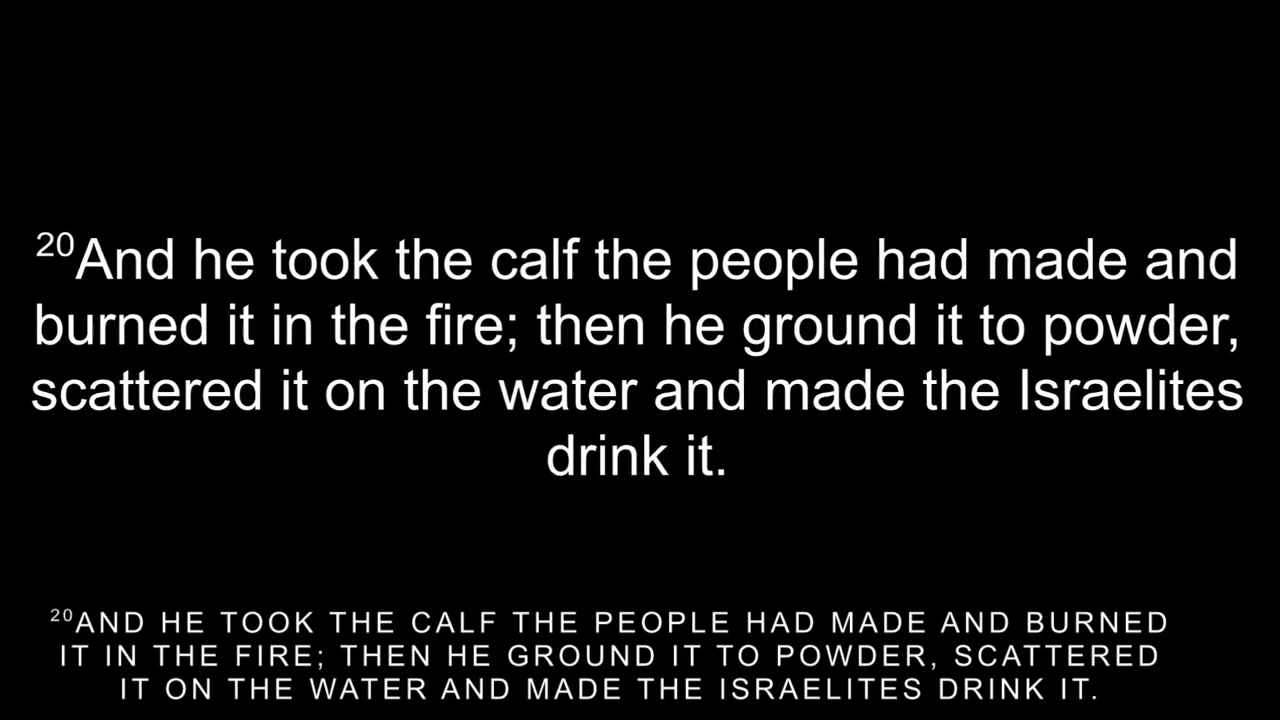 20And he took the calf the people had made and
burned it in the fire; then he ground it to powder,
scattered it on the water and made the Israelites
drink it.
20AND HE TOOK THE CALF THE PEOPLE HAD MADE AND BURNED
IT IN THE FIRE; THEN HE GROUND IT TO POWDER, SCATTERED
IT ON THE WATER AND MADE THE ISRAELITES DRINK IT.